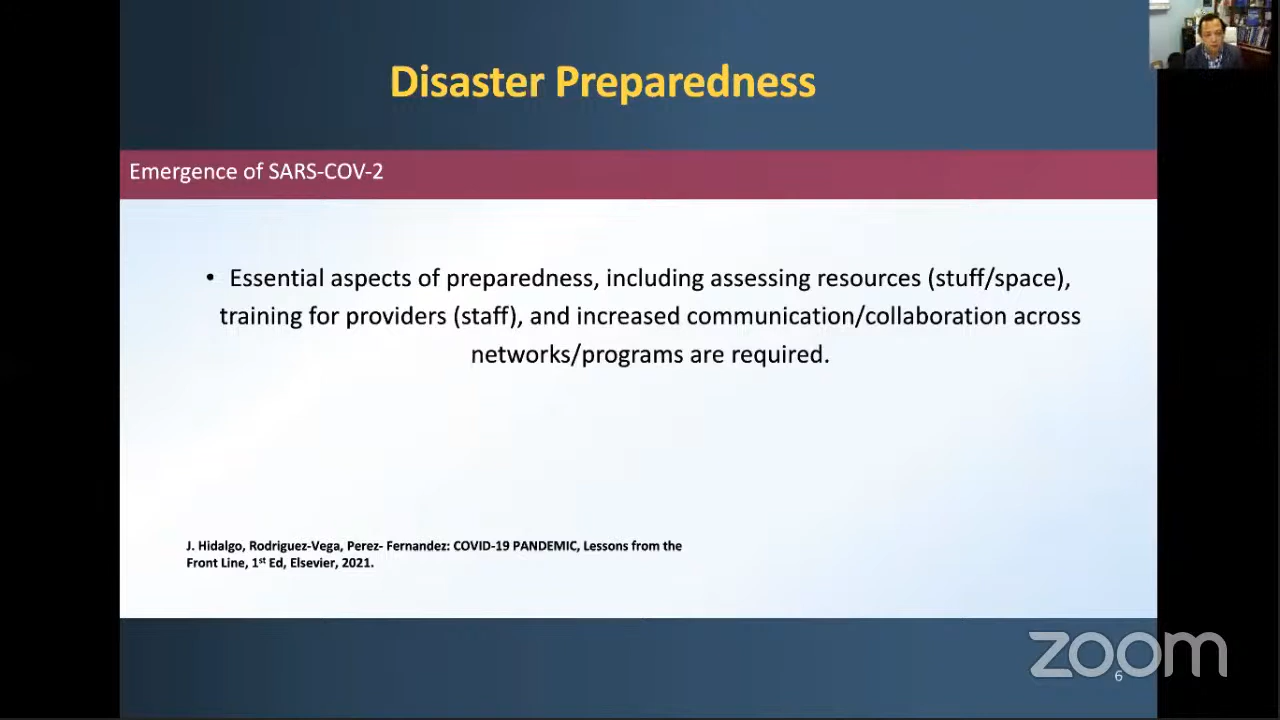 Disaster Preparedness
Emergence of SARS-COV-2
• Essential aspects of preparedness, including assessing resources (stuff/space),
training for providers (staff), and increased communication/collaboration across
networks/programs are required.
J. Hidalgo, Rodriguez-Vega, Perez- Fernandez: COVID-19 PANDEMIC, Lessons from the
Front Line, 1st Ed, Elsevier, 2021.
zoom
6